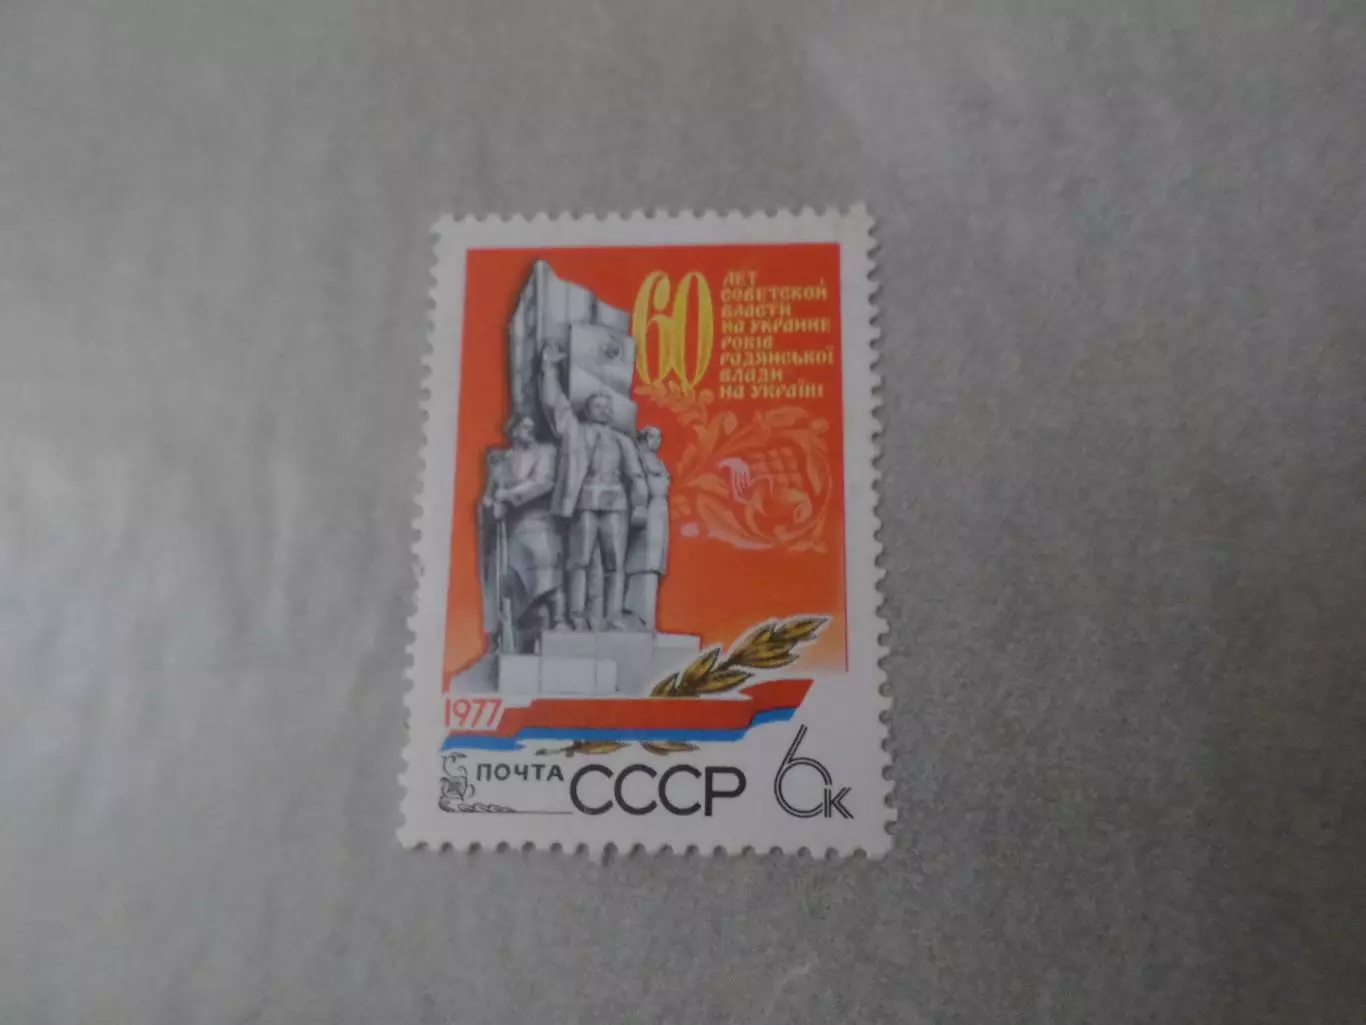 60
ЛЕТ
СОВЕТСКОЙ
ВЛАСТИ
НА УКРАИНЕ
РОКІВ
РАДЯНСЬКОЇ
ВЛАДИ
НА УКРАЇНІ
1977
ПОЧТА СССР 6к